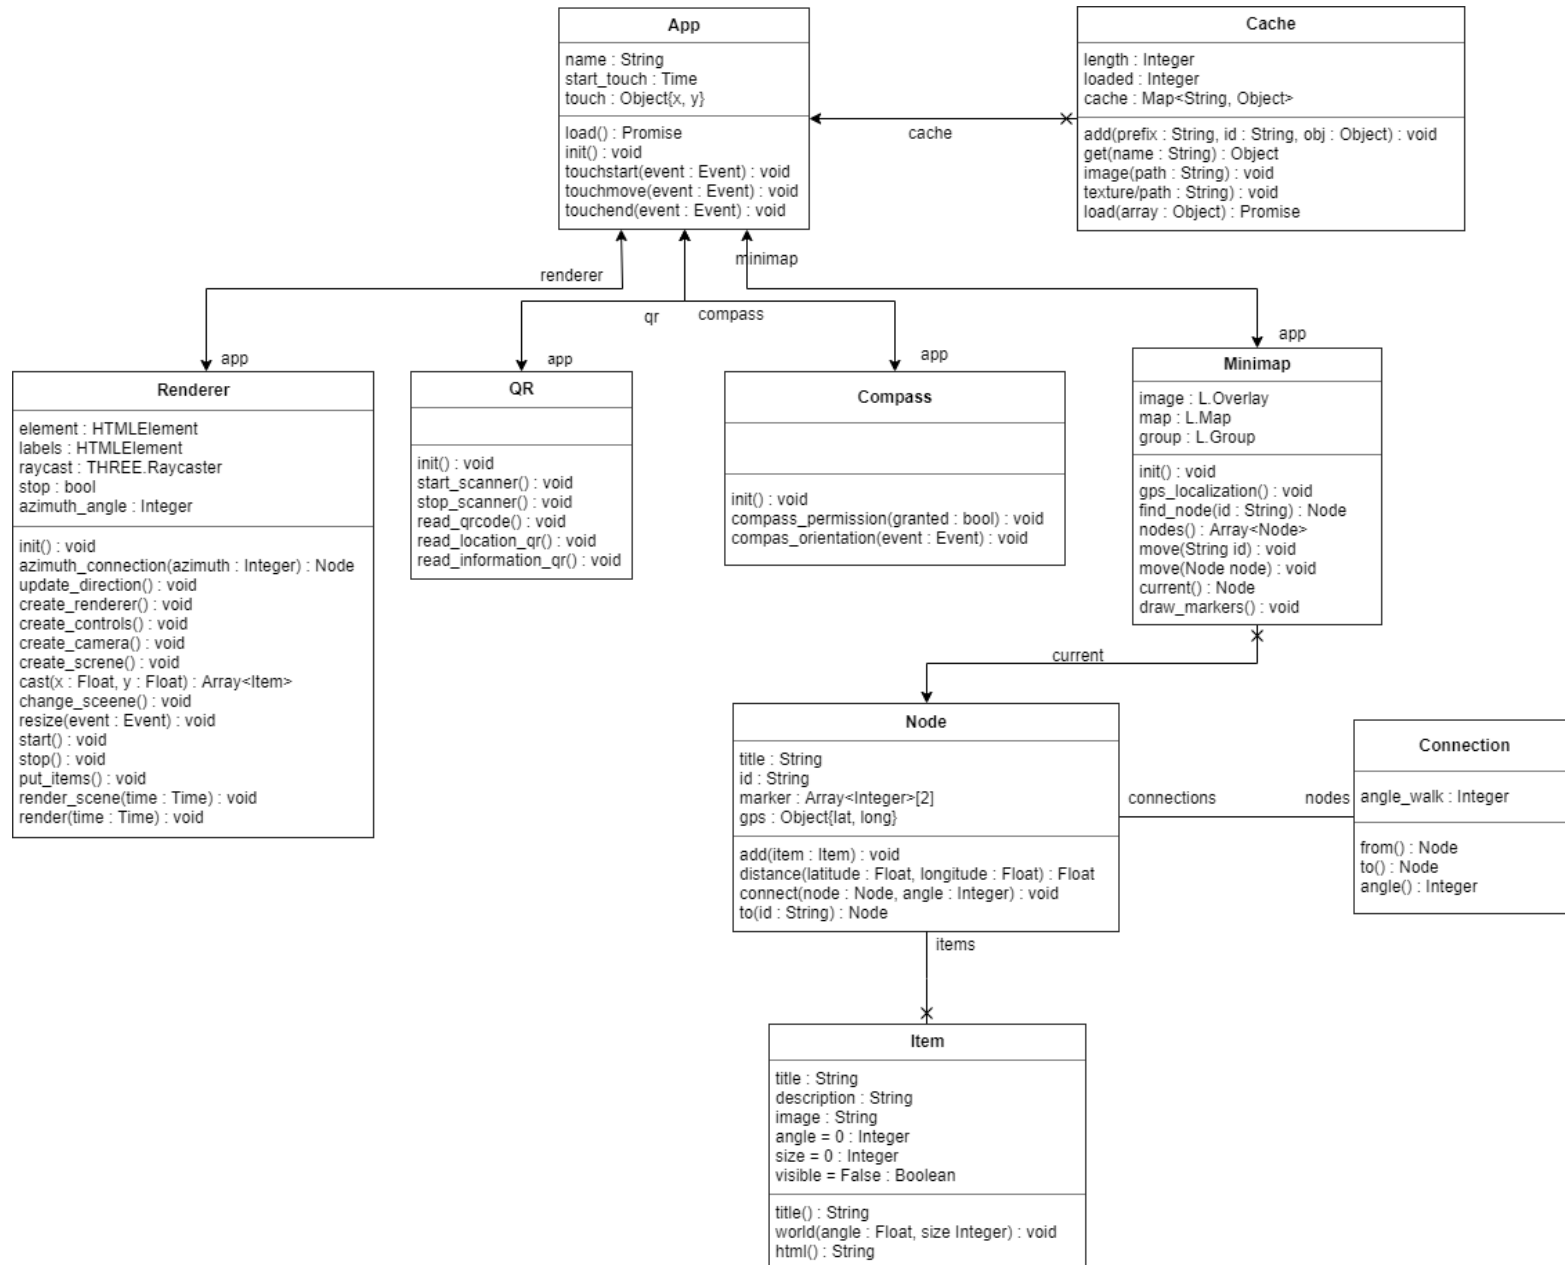 App
name : String
start_touch : Time
touch : Object{x, y}
load() : Promise
init() : void
touchstart(event : Event) : void
touchmove(event : Event) : void
touchend(event : Event) : void
Cache
length : Integer
loaded : Integer
cache : Map<String, Object>
add(prefix : String, id : String, obj : Object) : void
get(name : String) : Object
image(path : String) : void
texture/path : String) : void
load(array : Object) : Promise
cache
renderer
minimap
qr
compass
app
app
app
app
Renderer
element : HTMLElement
labels : HTMLElement
raycast : THREE.Raycaster
stop : bool
azimuth_angle : Integer
init() : void
azimuth_connection(azimuth : Integer) : Node
update_direction() : void
create_renderer() : void
create_controls() : void
create_camera() : void
create_screne() : void
cast(x : Float, y : Float) : Array<Item>
change_sceene() : void
resize(event : Event) : void
start() : void
stop() : void
put_items() : void
render_scene(time : Time) : void
render(time : Time) : void
QR
init() : void
start_scanner() : void
stop_scanner() : void
read_qrcode() : void
read_location_qr() : void
read_information_qr() : void
Compass
init() : void
compass_permission(granted : bool) : void
compas_orientation(event : Event) : void
Minimap
image : L.Overlay
map : L.Map
group : L.Group
init() : void
gps_localization() : void
find_node(id : String) : Node
nodes() : Array<Node>
move(String id) : void
move(Node node) : void
current() : Node
draw_markers() : void
current
Node
title : String
id : String
marker : Array<Integer>[2]
gps : Object{lat, long}
add(item : Item) : void
distance(latitude : Float, longitude : Float) : Float
connect(node : Node, angle : Integer) : void
to(id : String) : Node
connections
nodes
Connection
angle_walk : Integer
from() : Node
to() : Node
angle() : Integer
items
Item
title : String
description : String
image : String
angle = 0 : Integer
size = 0 : Integer
visible = False : Boolean
title() : String
world(angle : Float, size Integer) : void
html() : String